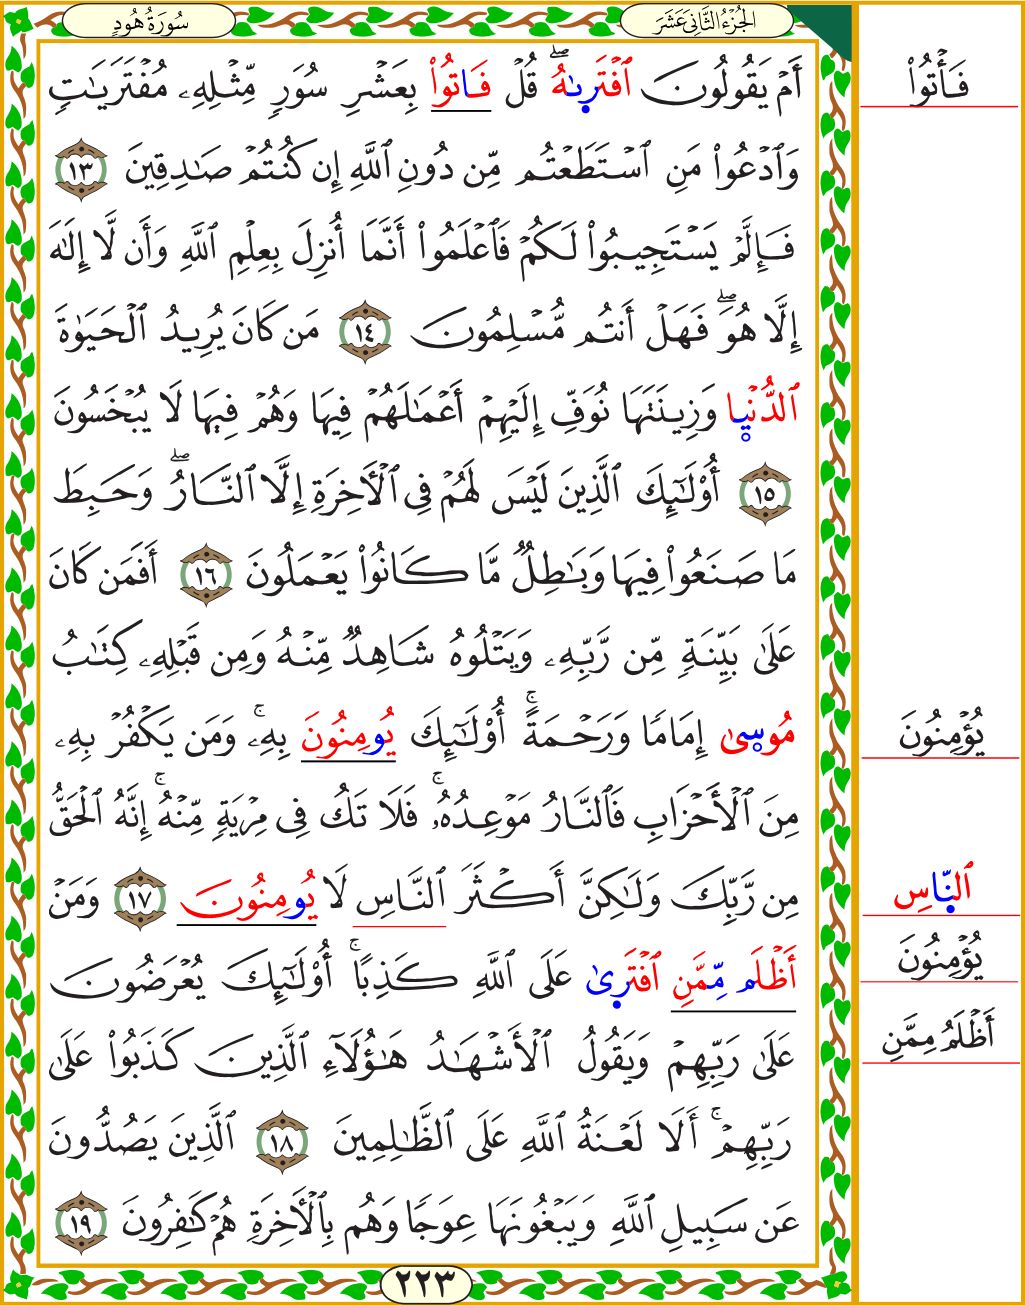 الجُزْءُ الثَّانِىَ عَشَرَ
سُورَةُ هُودٍ
أَمْ يَقُولُونَ ٱفْتَرَىٰهُۖ قُلْ فَاتُواْ بِعَشْرِ سُوَرٖ مِّثْلِهِۦ مُفْتَرَيَٰتٖ
وَٱدْعُواْ مَنِ ٱسْتَطَعْتُم مِّن دُونِ ٱللَّهِ إِن كُنتُمْ صَٰدِقِينَ ١٣
فَإِلَّمْ يَسْتَجِيبُواْ لَكُمْ فَٱعْلَمُواْ أَنَّمَا أُنزِلَ بِعِلْمِ ٱللَّهِ وَأَن لَّا إِلَٰهَ
إِلَّا هُوَۖ فَهَلْ أَنتُم مُّسْلِمُونَ ١٤ مَن كَانَ يُرِيدُ ٱلْحَيَوٰةَ
ٱلدُّنْيَا وَزِينَتَهَا نُوَفِّ إِلَيْهِمْ أَعْمَٰلَهُمْ فِيهَا وَهُمْ فِيهَا لَا يُبْخَسُونَ
١٥ أُوْلَٰٓئِكَ ٱلَّذِينَ لَيْسَ لَهُمْ فِى ٱلْأَخِرَةِ إِلَّا ٱلنَّارُۖ وَحَبِطَ
مَا صَنَعُواْ فِيهَا وَبَٰطِلٌ مَّا كَانُواْ يَعْمَلُونَ ١٦ أَفَمَن كَانَ
عَلَىٰ بَيِّنَةٖ مِّن رَّبِّهِۦ وَيَتْلُوهُ شَاهِدٌ مِّنْهُ وَمِن قَبْلِهِۦ كِتَٰبُ
مُوسَىٰ إِمَامًا وَرَحْمَةًۚ أُوْلَٰٓئِكَ يُومِنُونَ بِهِۦۚ وَمَن يَكْفُرْ بِهِۦ
مِنَ ٱلْأَحْزَابِ فَٱلنَّارُ مَوْعِدُهُۥۚ فَلَا تَكُ فِى مِرْيَةٖ مِّنْهُۚ إِنَّهُ ٱلْحَقُّ
مِن رَّبِّكَ وَلَٰكِنَّ أَكْثَرَ ٱلنَّاسِ لَا يُومِنُونَ ١٧ وَمَنْ
أَظْلَم مِّمَّنِ ٱفْتَرَىٰ عَلَى ٱللَّهِ كَذِبًاۚ أُوْلَٰٓئِكَ يُعْرَضُونَ
عَلَىٰ رَبِّهِمْ وَيَقُولُ ٱلْأَشْهَٰدُ هَٰٓؤُلَآءِ ٱلَّذِينَ كَذَبُواْ عَلَىٰ
رَبِّهِمْۚ أَلَا لَعْنَةُ ٱللَّهِ عَلَى ٱلظَّٰلِمِينَ ١٨ ٱلَّذِينَ يَصُدُّونَ
عَن سَبِيلِ ٱللَّهِ وَيَبْغُونَهَا عِوَجًا وَهُم بِٱلْأَخِرَةِ هُمْ كَٰفِرُونَ ١٩
٢٢٣
فَأْتُواْ
يُؤْمِنُونَ
ٱلنَّاسِ
يُؤْمِنُونَ
أَظْلَمُ مِمَّنِ